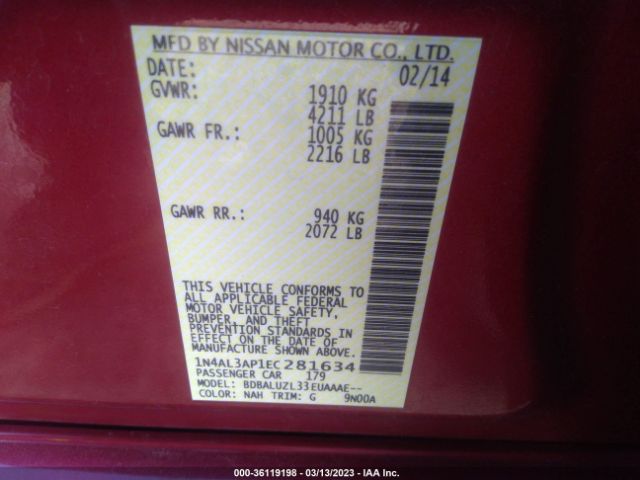 MFD BY NISSAN MOTOR CO., LTD.
DATE: 02/14
GVWR: 1910 KG
4211 LB
GAWR FR.: 1005 KG
2216 LB
GAWR RR.: 940 KG
2072 LB
THIS VEHICLE CONFORMS TO
ALL APPLICABLE FEDERAL
MOTOR VEHICLE SAFETY,
BUMPER, AND THEFT
PREVENTION STANDARDS IN
EFFECT ON THE DATE OF
MANUFACTURE SHOWN ABOVE.
1N4AL3AP1EC281634
PASSENGER CAR 179
MODEL: BDBALUZL33EUAAAE--
COLOR: NAH TRIM: G 9N00A
000-36119198 - 03/13/2023 - IAA Inc.